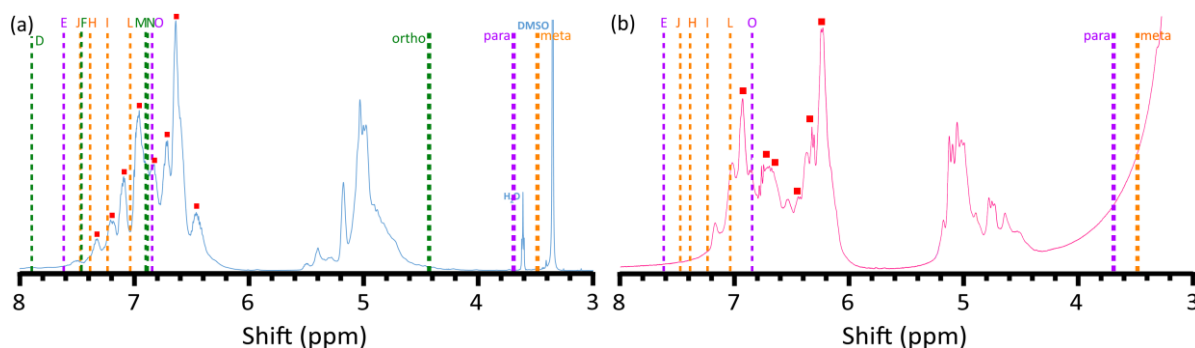 (a)
D E J F H I L M N O
ortho
para
DMSO
meta
H₂O
8 7 6 5 4 3
Shift (ppm)
(b)
E J H I L O
para
meta
8 7 6 5 4 3
Shift (ppm)